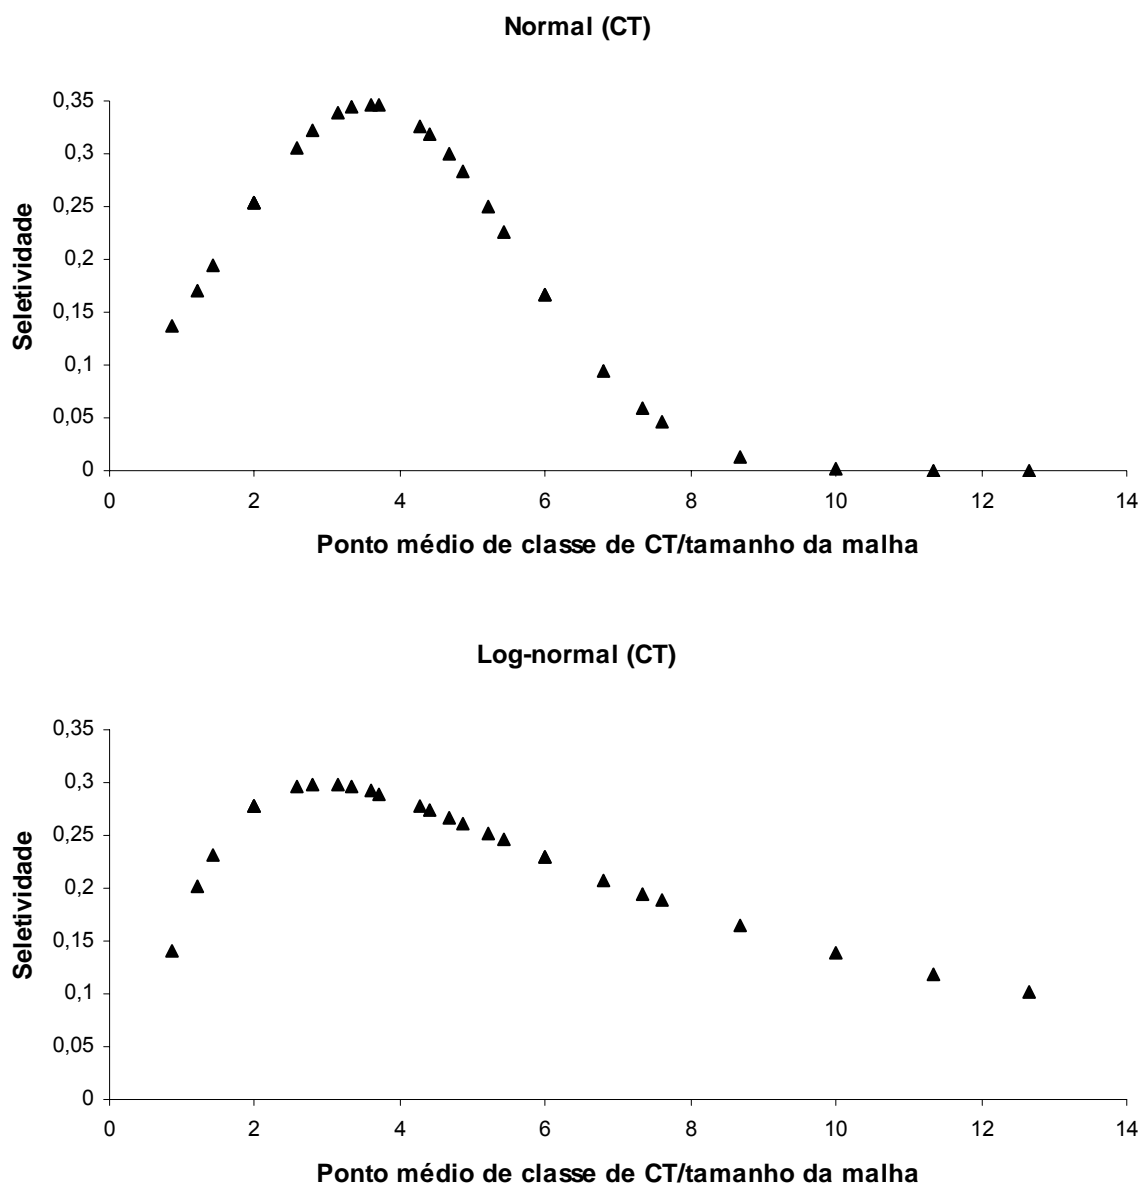 Normal (CT)
0,35
0,3
0,25
0,2
0,15
0,1
0,05
0
Seletividade
0 2 4 6 8 10 12 14
Ponto médio de classe de CT/tamanho da malha
Log-normal (CT)
0,35
0,3
0,25
0,2
0,15
0,1
0,05
0
Seletividade
0 2 4 6 8 10 12 14
Ponto médio de classe de CT/tamanho da malha